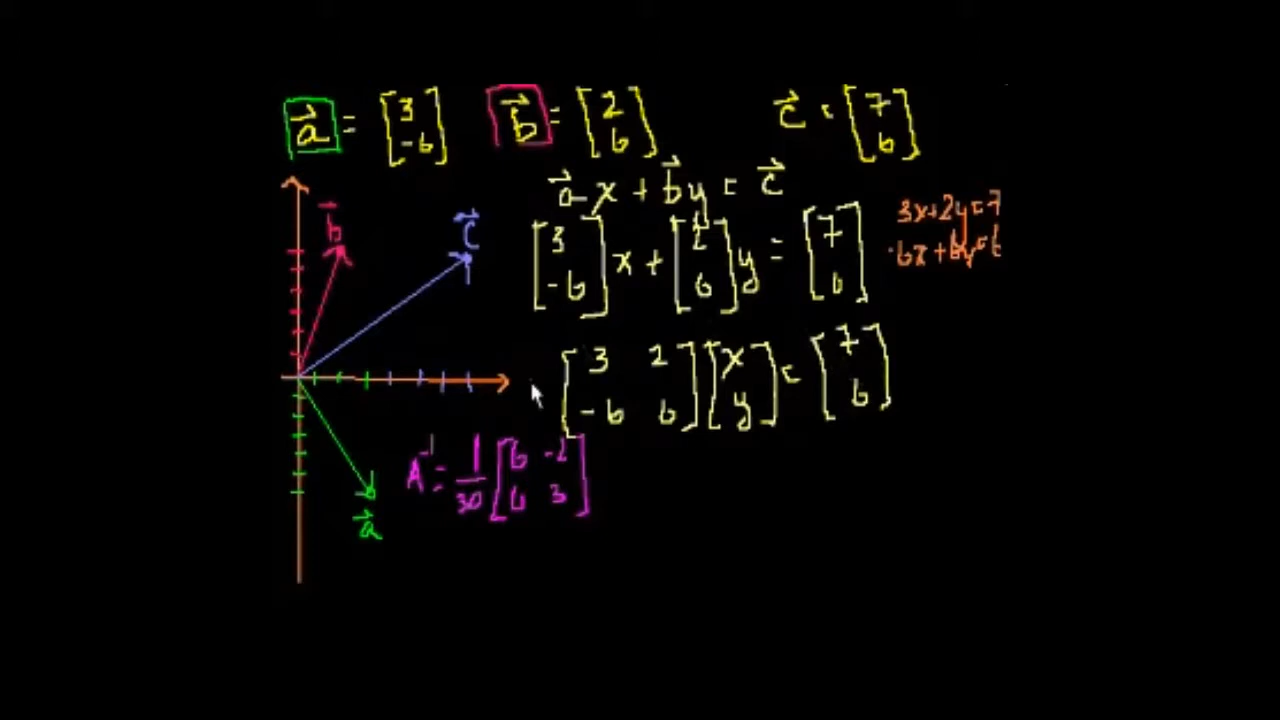 a⃗ = [3 -6] b⃗ = [2 6] c⃗ = [7 6]
a⃗x + b⃗y = c⃗
[3 -6]x + [2 6]y = [7 6]
3x+2y=7
-6x+6y=6
[3 2 -6 6][x y] = [7 6]
A⁻¹ = 1/30 [6 -2 6 3]
b⃗
c⃗
a⃗